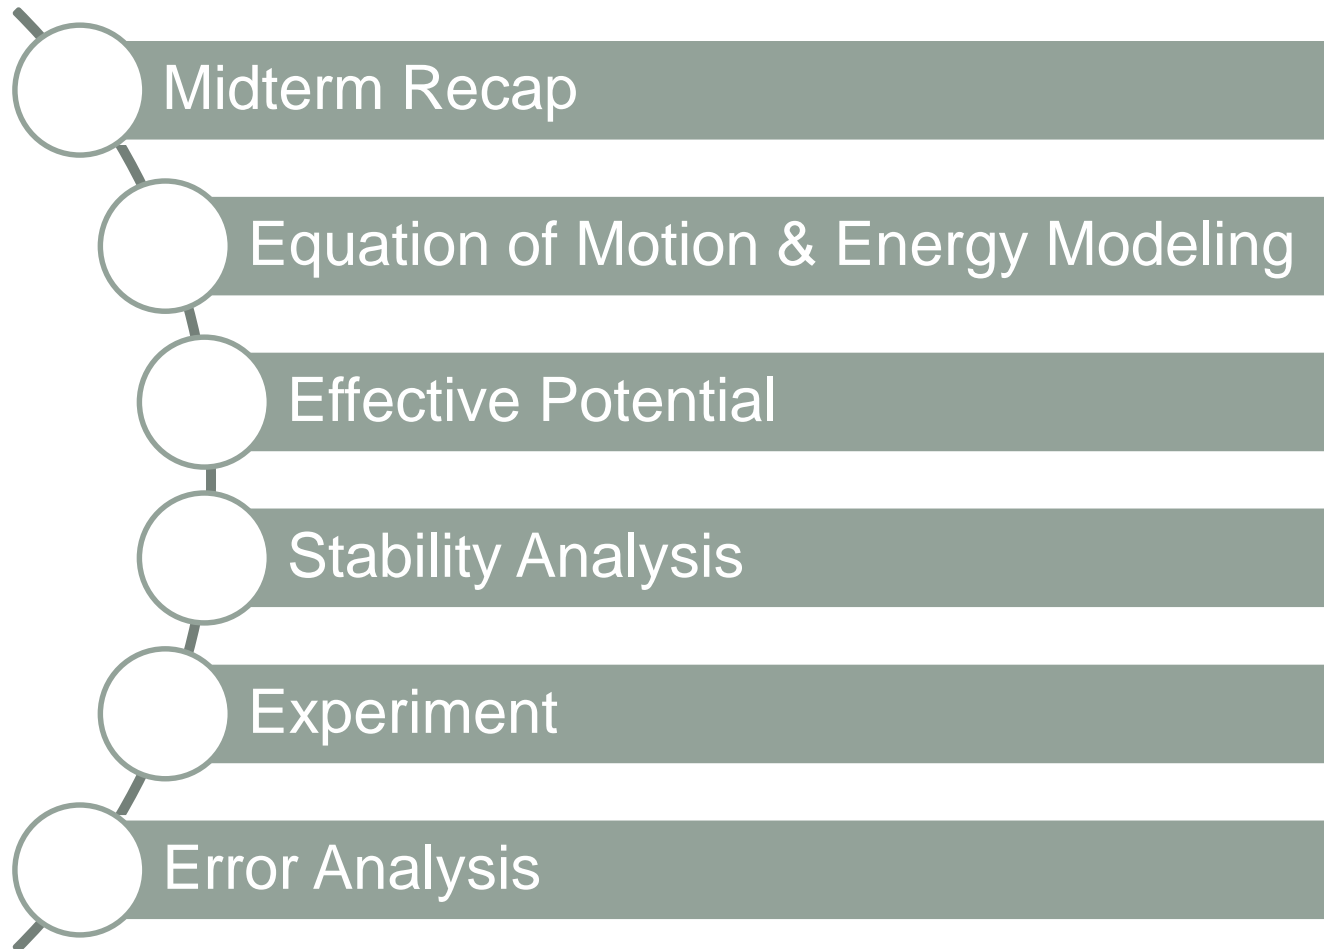 Midterm Recap
Equation of Motion & Energy Modeling
Effective Potential
Stability Analysis
Experiment
Error Analysis